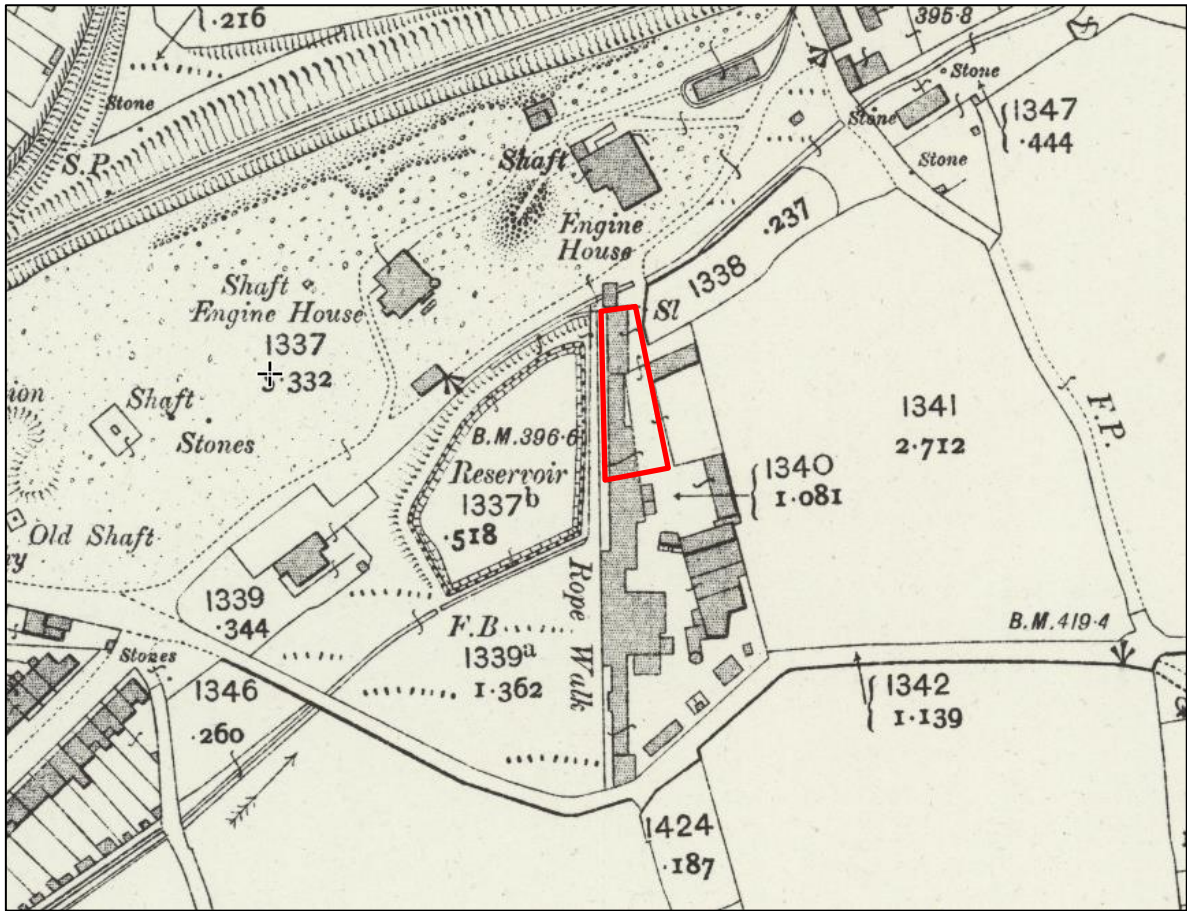 .216
395.8
Stone
Stone
1347
.444
Stone
Stone
S.P.
Shaft
.237
Engine
House
Shaft
Engine House
1337
.332
1338
Sl
1341
2.712
F.P.
Shaft
Stones
B.M.396.6
Reservoir
1337b
.518
1340
1.081
Old Shaft
Rope Walk
1339
.344
F.B
1339a
1.362
B.M.419.4
Stones
1346
.260
1342
1.139
1424
.187